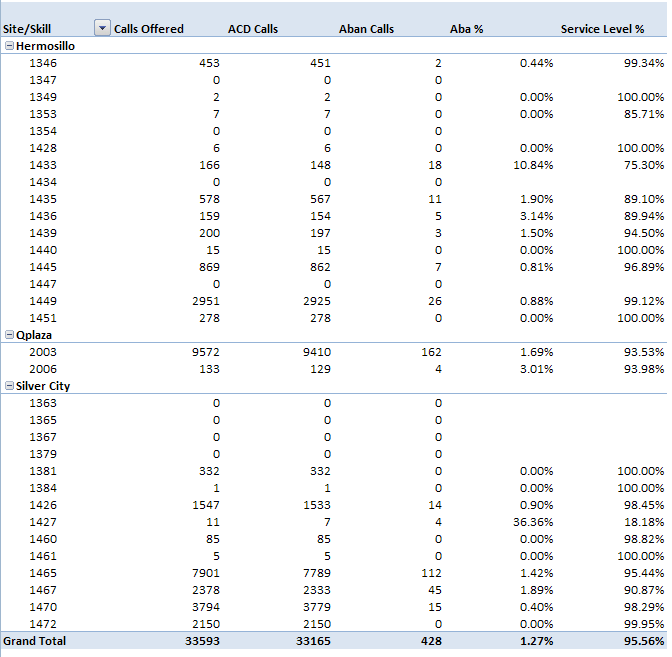 Site/Skill Calls Offered ACD Calls Aban Calls Aba % Service Level %
Hermosillo
1346 453 451 2 0.44% 99.34%
1347 0 0 0
1349 2 2 0 0.00% 100.00%
1353 7 7 0 0.00% 85.71%
1354 0 0 0
1428 6 6 0 0.00% 100.00%
1433 166 148 18 10.84% 75.30%
1434 0 0 0
1435 578 567 11 1.90% 89.10%
1436 159 154 5 3.14% 89.94%
1439 200 197 3 1.50% 94.50%
1440 15 15 0 0.00% 100.00%
1445 869 862 7 0.81% 96.89%
1447 0 0 0
1449 2951 2925 26 0.88% 99.12%
1451 278 278 0 0.00% 100.00%
Qplaza
2003 9572 9410 162 1.69% 93.53%
2006 133 129 4 3.01% 93.98%
Silver City
1363 0 0 0
1365 0 0 0
1367 0 0 0
1379 0 0 0
1381 332 332 0 0.00% 100.00%
1384 1 1 0 0.00% 100.00%
1426 1547 1533 14 0.90% 98.45%
1427 11 7 4 36.36% 18.18%
1460 85 85 0 0.00% 98.82%
1461 5 5 0 0.00% 100.00%
1465 7901 7789 112 1.42% 95.44%
1467 2378 2333 45 1.89% 90.87%
1470 3794 3779 15 0.40% 98.29%
1472 2150 2150 0 0.00% 99.95%
Grand Total 33593 33165 428 1.27% 95.56%